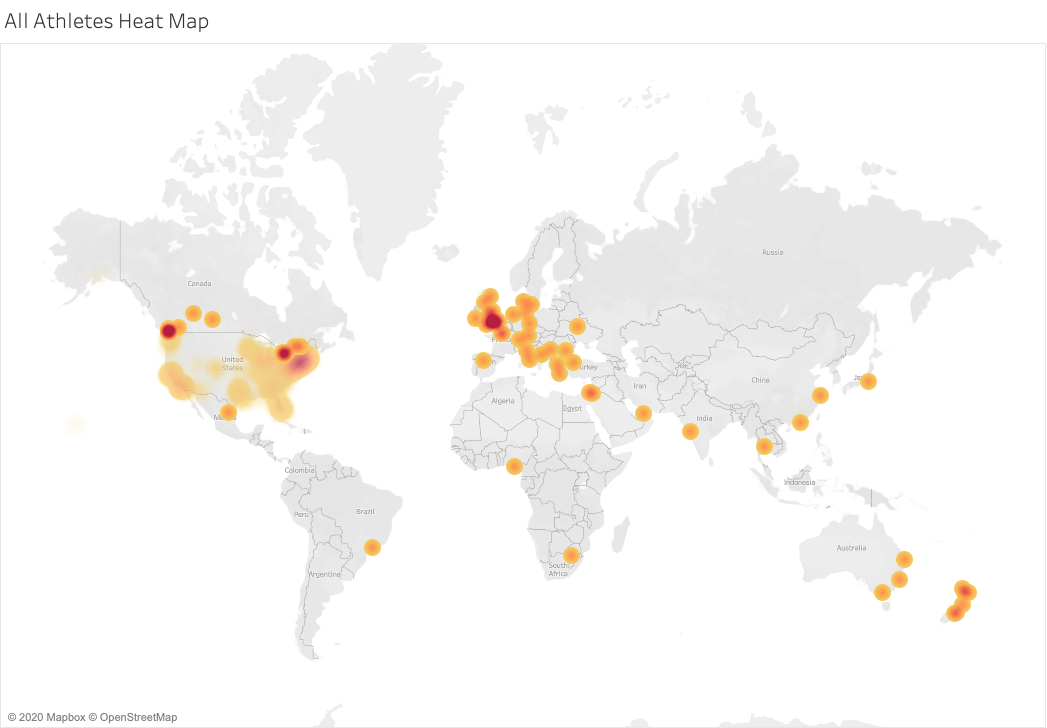 All Athletes Heat Map
Russia
Canada
United
States
China
Iran
Algeria
Egypt
India
Colombia
Indonesia
Peru
Brazil
Australia
South
Africa
Argentina
© 2020 Mapbox © OpenStreetMap